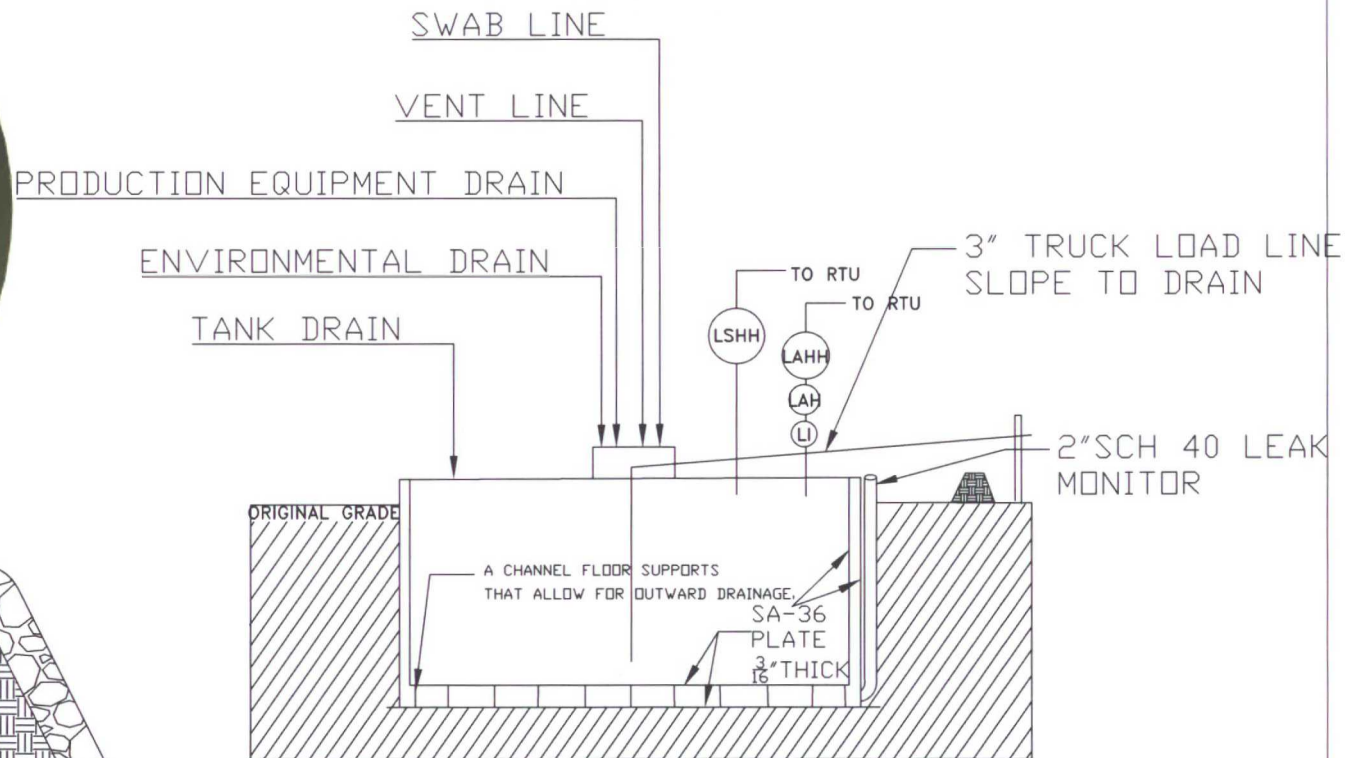 SWAB LINE
VENT LINE
PRODUCTION EQUIPMENT DRAIN
ENVIRONMENTAL DRAIN
TANK DRAIN
TO RTU
TO RTU
3" TRUCK LOAD LINE
SLOPE TO DRAIN
LSHH
LAHH
LAH
LI
2"SCH 40 LEAK
MONITOR
ORIGINAL GRADE
A CHANNEL FLOOR SUPPORTS
THAT ALLOW FOR OUTWARD DRAINAGE.
SA-36
PLATE
3/16"THICK